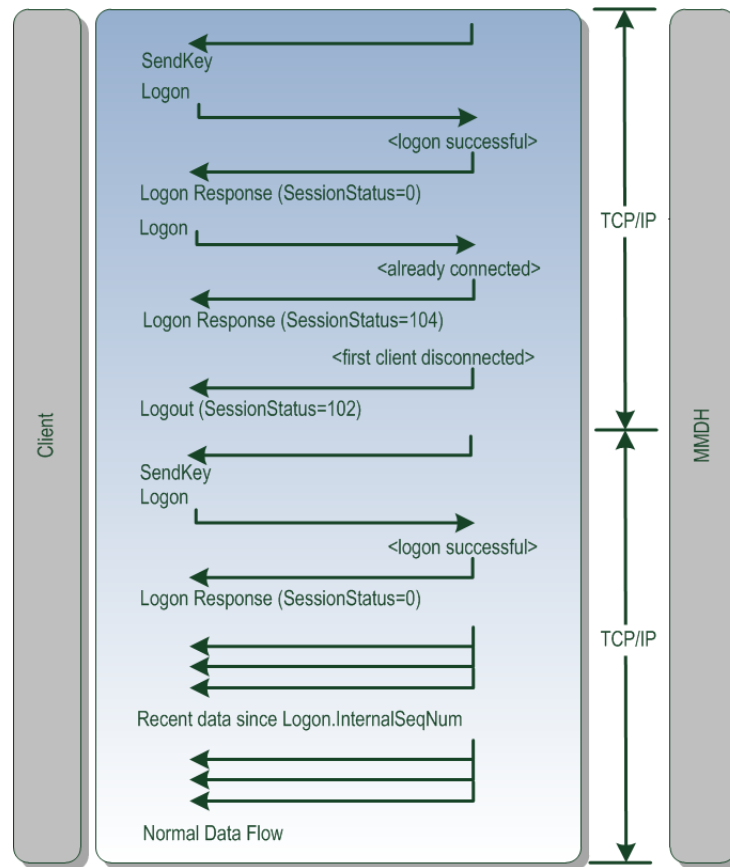 SendKey
Logon
<logon successful>
Logon Response (SessionStatus=0)
Logon
<already connected>
Logon Response (SessionStatus=104)
<first client disconnected>
Logout (SessionStatus=102)
SendKey
Logon
<logon successful>
Logon Response (SessionStatus=0)
Recent data since Logon.InternalSeqNum
Normal Data Flow
Client
TCP/IP
TCP/IP
MMDH